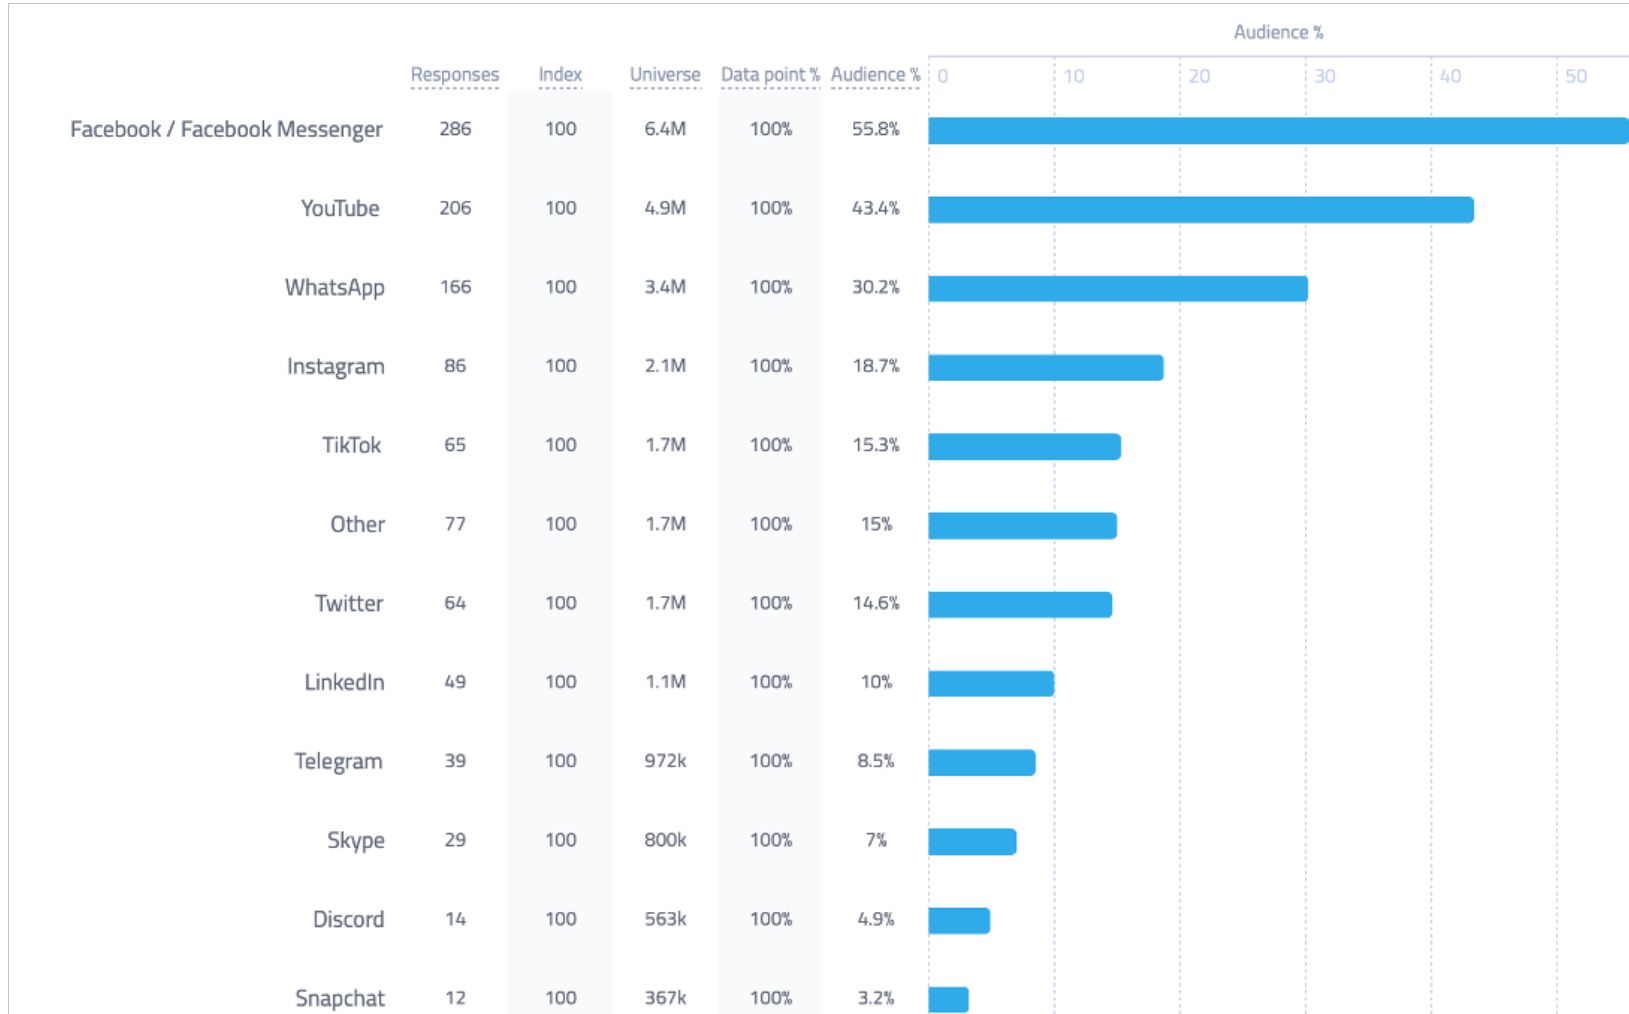 Audience %
Responses Index Universe Data point % Audience % 0 10 20 30 40 50
Facebook / Facebook Messenger 286 100 6.4M 100% 55.8%
YouTube 206 100 4.9M 100% 43.4%
WhatsApp 166 100 3.4M 100% 30.2%
Instagram 86 100 2.1M 100% 18.7%
TikTok 65 100 1.7M 100% 15.3%
Other 77 100 1.7M 100% 15%
Twitter 64 100 1.7M 100% 14.6%
LinkedIn 49 100 1.1M 100% 10%
Telegram 39 100 972k 100% 8.5%
Skype 29 100 800k 100% 7%
Discord 14 100 563k 100% 4.9%
Snapchat 12 100 367k 100% 3.2%